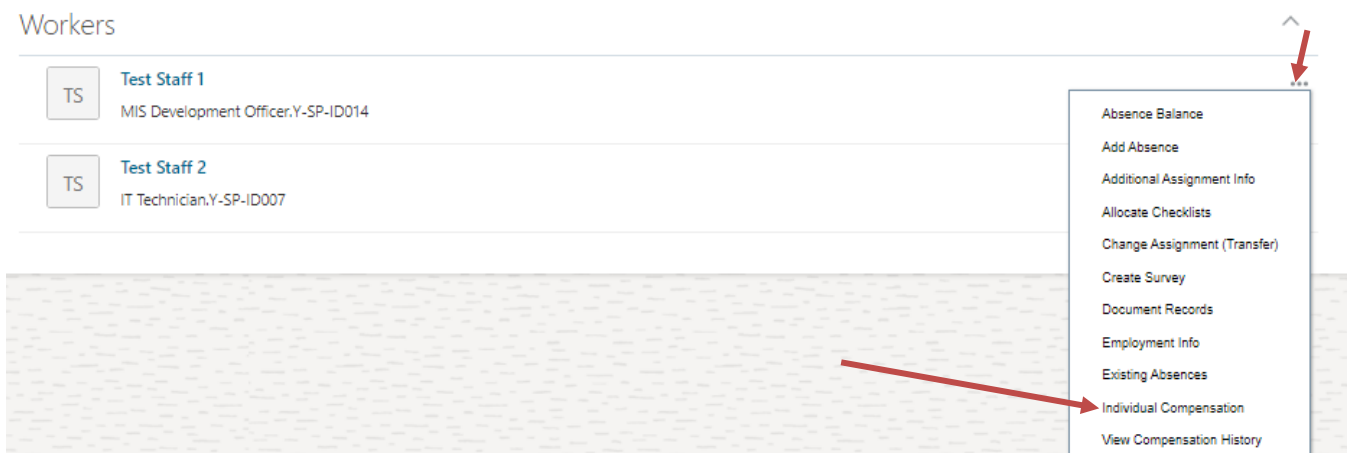 Workers
TS
Test Staff 1
MIS Development Officer.Y-SP-ID014
TS
Test Staff 2
IT Technician.Y-SP-ID007
Absence Balance
Add Absence
Additional Assignment Info
Allocate Checklists
Change Assignment (Transfer)
Create Survey
Document Records
Employment Info
Existing Absences
Individual Compensation
View Compensation History